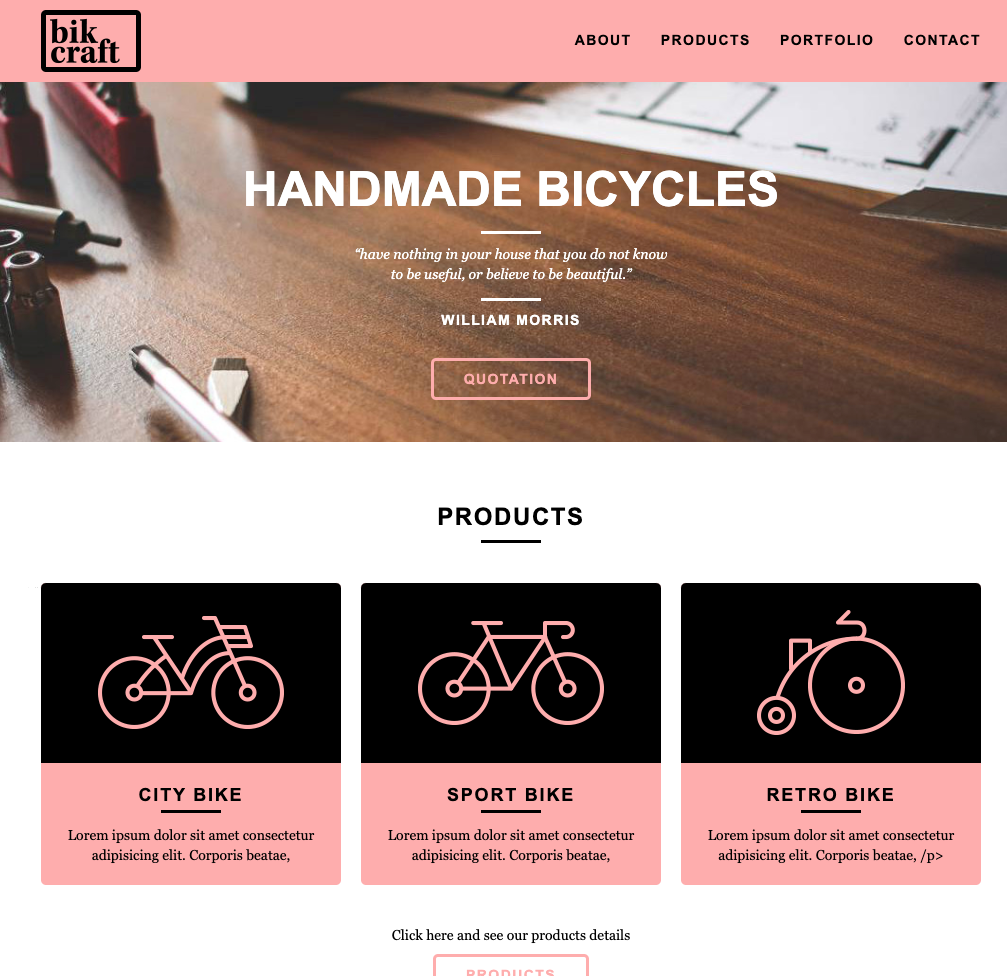 bik
craft
ABOUT PRODUCTS PORTFOLIO CONTACT
HANDMADE BICYCLES
“have nothing in your house that you do not know
to be useful, or believe to be beautiful.”
WILLIAM MORRIS
QUOTATION
PRODUCTS
CITY BIKE
Lorem ipsum dolor sit amet consectetur
adipisicing elit. Corporis beatae,
SPORT BIKE
Lorem ipsum dolor sit amet consectetur
adipisicing elit. Corporis beatae,
RETRO BIKE
Lorem ipsum dolor sit amet consectetur
adipisicing elit. Corporis beatae, /p>
Click here and see our products details
PRODUCTS